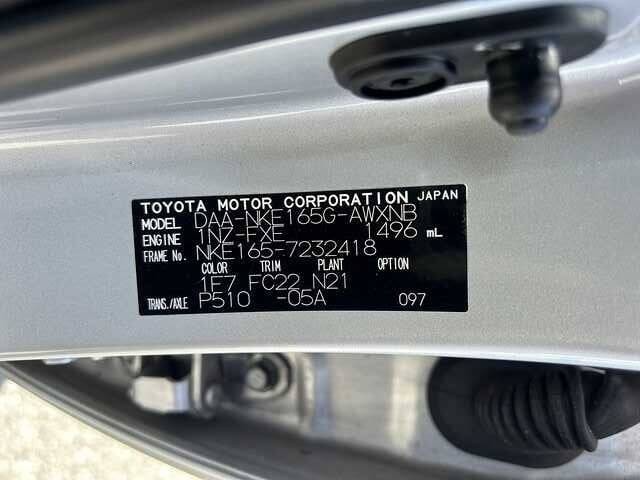 TOYOTA MOTOR CORPORATION JAPAN
MODEL DAA-NKE165G-AWXNB
ENGINE 1NZ-FXE 1496 mL
FRAME No. NKE165-7232418
COLOR TRIM PLANT OPTION
1F7 FC22 N21
TRANS./AXLE P510 -05A 097